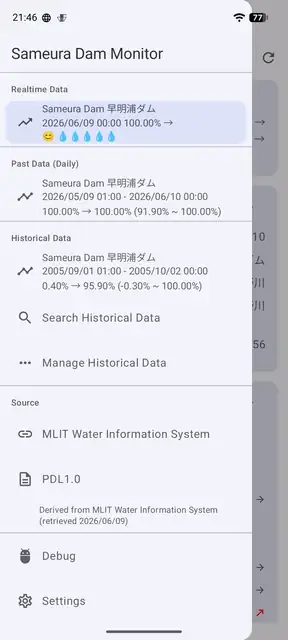 21:46
77
Sameura Dam Monitor
Realtime Data
Sameura Dam 早明浦ダム
2026/06/09 00:00 100.00% →
😊 💧💧💧💧💧
Past Data (Daily)
Sameura Dam 早明浦ダム
2026/05/09 01:00 - 2026/06/10 00:00
100.00% → 100.00% (91.90% ~ 100.00%)
Historical Data
Sameura Dam 早明浦ダム
2005/09/01 01:00 - 2005/10/02 00:00
0.40% → 95.90% (-0.30% ~ 100.00%)
Search Historical Data
Manage Historical Data
Source
MLIT Water Information System
PDL1.0
Derived from MLIT Water Information System
(retrieved 2026/06/09)
Debug
Settings
→
→
10
ム
川
川
56
→
→
→
↗